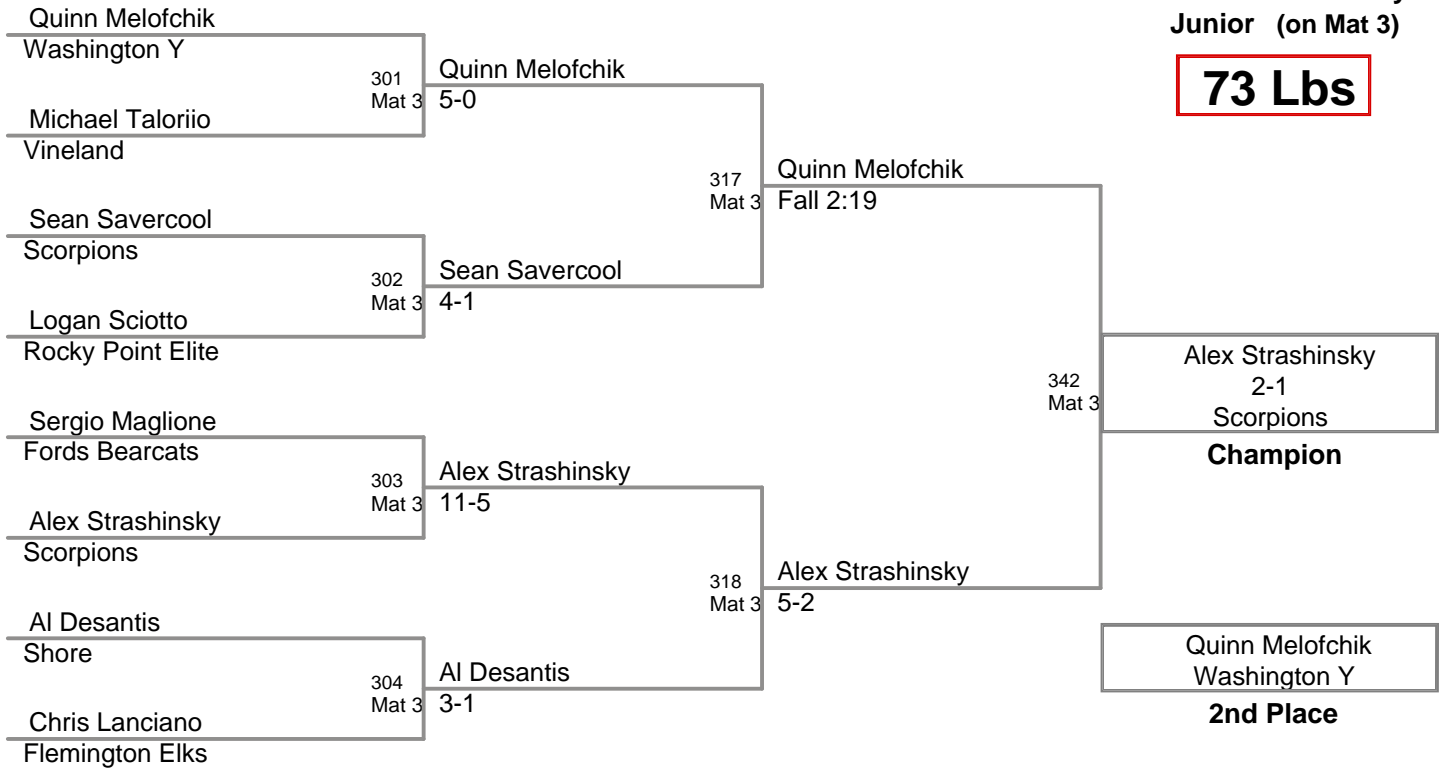 Junior (on Mat 3)
73 Lbs
Quinn Melofchik
Washington Y
301
Mat 3
Quinn Melofchik
5-0
Michael Taloriio
Vineland
317
Mat 3
Quinn Melofchik
Fall 2:19
Sean Savercool
Scorpions
302
Mat 3
Sean Savercool
4-1
Logan Sciotto
Rocky Point Elite
342
Mat 3
Alex Strashinsky
2-1
Scorpions
Champion
Sergio Maglione
Fords Bearcats
303
Mat 3
Alex Strashinsky
11-5
Alex Strashinsky
Scorpions
318
Mat 3
Alex Strashinsky
5-2
Al Desantis
Shore
304
Mat 3
Al Desantis
3-1
Chris Lanciano
Flemington Elks
Quinn Melofchik
Washington Y
2nd Place